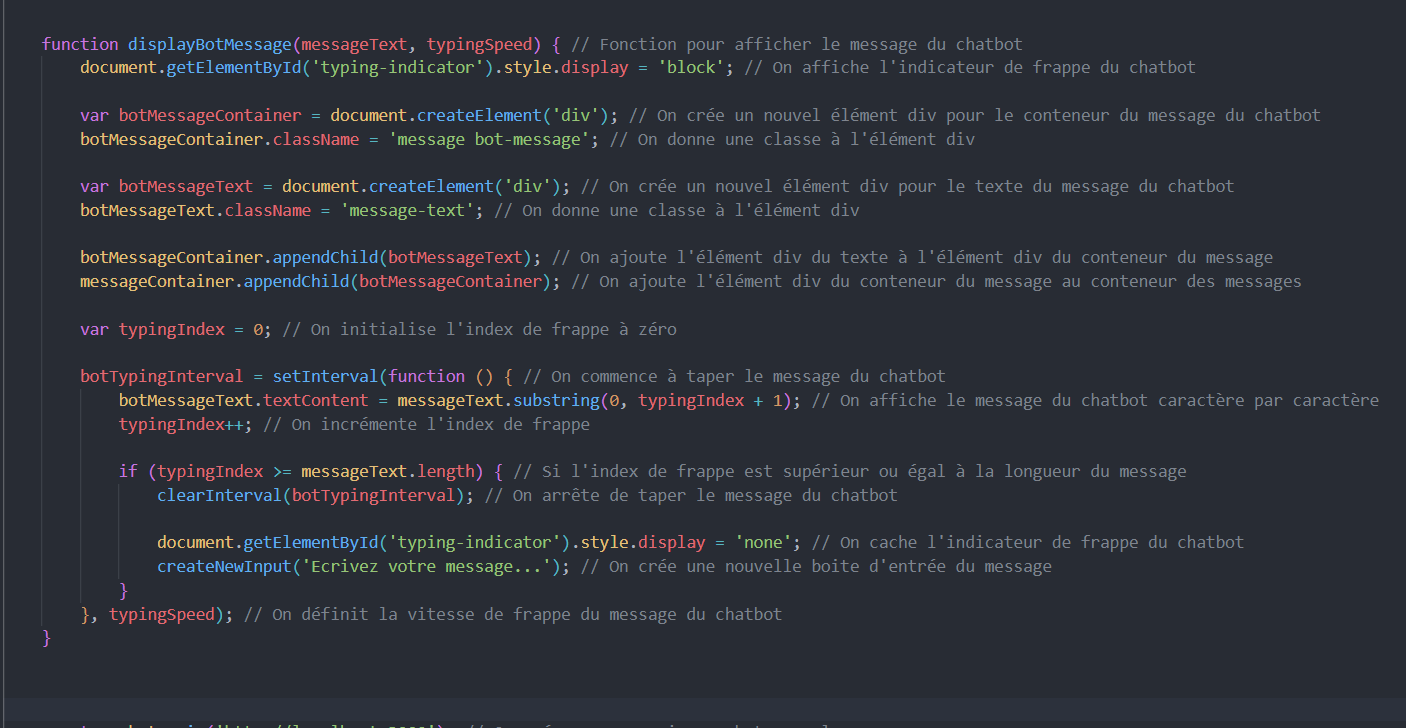 function displayBotMessage(messageText, typingSpeed) { // Fonction pour afficher le message du chatbot
    document.getElementById('typing-indicator').style.display = 'block'; // On affiche l'indicateur de frappe du chatbot
    var botMessageContainer = document.createElement('div'); // On crée un nouvel élément div pour le conteneur du message du chatbot
    botMessageContainer.className = 'message bot-message'; // On donne une classe à l'élément div
    var botMessageText = document.createElement('div'); // On crée un nouvel élément div pour le texte du message du chatbot
    botMessageText.className = 'message-text'; // On donne une classe à l'élément div
    botMessageContainer.appendChild(botMessageText); // On ajoute l'élément div du texte à l'élément div du conteneur du message
    messageContainer.appendChild(botMessageContainer); // On ajoute l'élément div du conteneur du message au conteneur des messages
    var typingIndex = 0; // On initialise l'index de frappe à zéro
    botTypingInterval = setInterval(function () { // On commence à taper le message du chatbot
        botMessageText.textContent = messageText.substring(0, typingIndex + 1); // On affiche le message du chatbot caractère par caractère
        typingIndex++; // On incrémente l'index de frappe
        if (typingIndex >= messageText.length) { // Si l'index de frappe est supérieur ou égal à la longueur du message
            clearInterval(botTypingInterval); // On arrête de taper le message du chatbot
            document.getElementById('typing-indicator').style.display = 'none'; // On cache l'indicateur de frappe du chatbot
            createNewInput('Ecrivez votre message...'); // On crée une nouvelle boite d'entrée du message
        }
    }, typingSpeed); // On définit la vitesse de frappe du message du chatbot
}